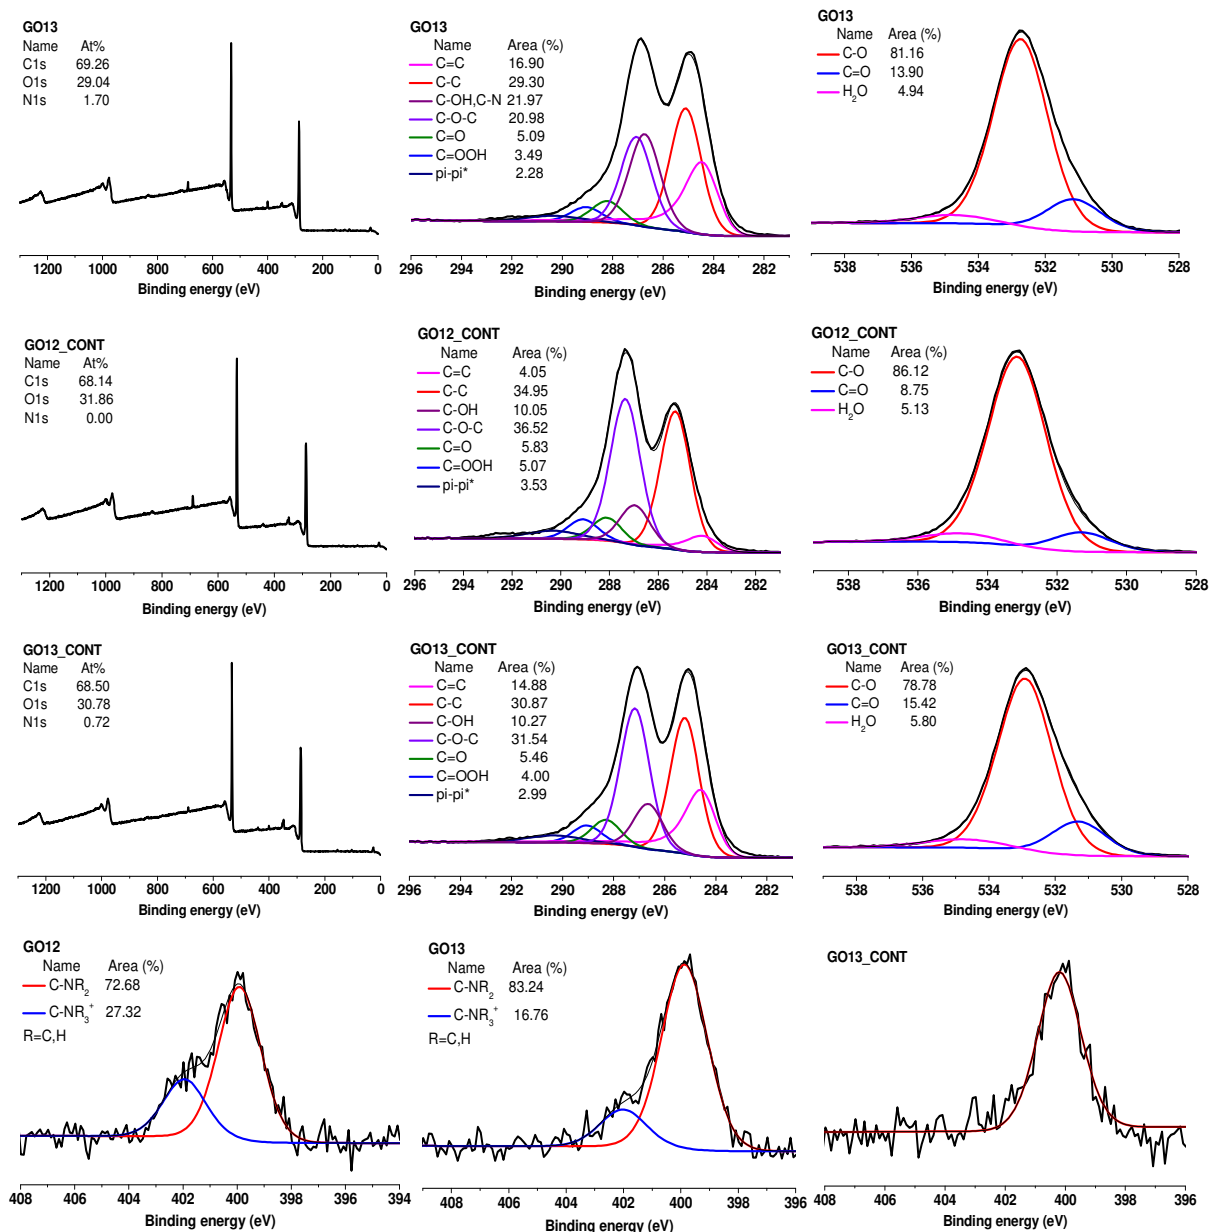 GO13
Name At%
C1s 69.26
O1s 29.04
N1s 1.70
1300 1000 800 600 400 200 0
Binding energy (eV)
GO13
Name Area (%)
C=C 16.90
C-C 29.30
C-OH,C-N 21.97
C-O-C 20.98
C=O 5.09
C=OOH 3.49
pi-pi* 2.28
296 294 292 290 288 286 284 282
Binding energy (eV)
GO13
Name Area (%)
C-O 81.16
C=O 13.90
H2O 4.94
538 536 534 532 530 528
Binding energy (eV)
GO12_CONT
Name At%
C1s 68.14
O1s 31.86
N1s 0.00
1300 1000 800 600 400 200 0
Binding energy (eV)
GO12_CONT
Name Area (%)
C=C 4.05
C-C 34.95
C-OH 10.05
C-O-C 36.52
C=O 5.83
C=OOH 5.07
pi-pi* 3.53
296 294 292 290 288 286 284 282
Binding energy (eV)
GO12_CONT
Name Area (%)
C-O 86.12
C=O 8.75
H2O 5.13
538 536 534 532 530 528
Binding energy (eV)
GO13_CONT
Name At%
C1s 68.50
O1s 30.78
N1s 0.72
1300 1000 800 600 400 200 0
Binding energy (eV)
GO13_CONT
Name Area (%)
C=C 14.88
C-C 30.87
C-OH 10.27
C-O-C 31.54
C=O 5.46
C=OOH 4.00
pi-pi* 2.99
296 294 292 290 288 286 284 282
Binding energy (eV)
GO13_CONT
Name Area (%)
C-O 78.78
C=O 15.42
H2O 5.80
538 536 534 532 530 528
Binding energy (eV)
GO12
Name Area (%)
C-NR2 72.68
C-NR3+ 27.32
R=C,H
408 406 404 402 400 398 396 394
Binding energy (eV)
GO13
Name Area (%)
C-NR2 83.24
C-NR3+ 16.76
R=C,H
408 406 404 402 400 398 396
Binding energy (eV)
GO13_CONT
408 406 404 402 400 398 396
Binding energy (eV)